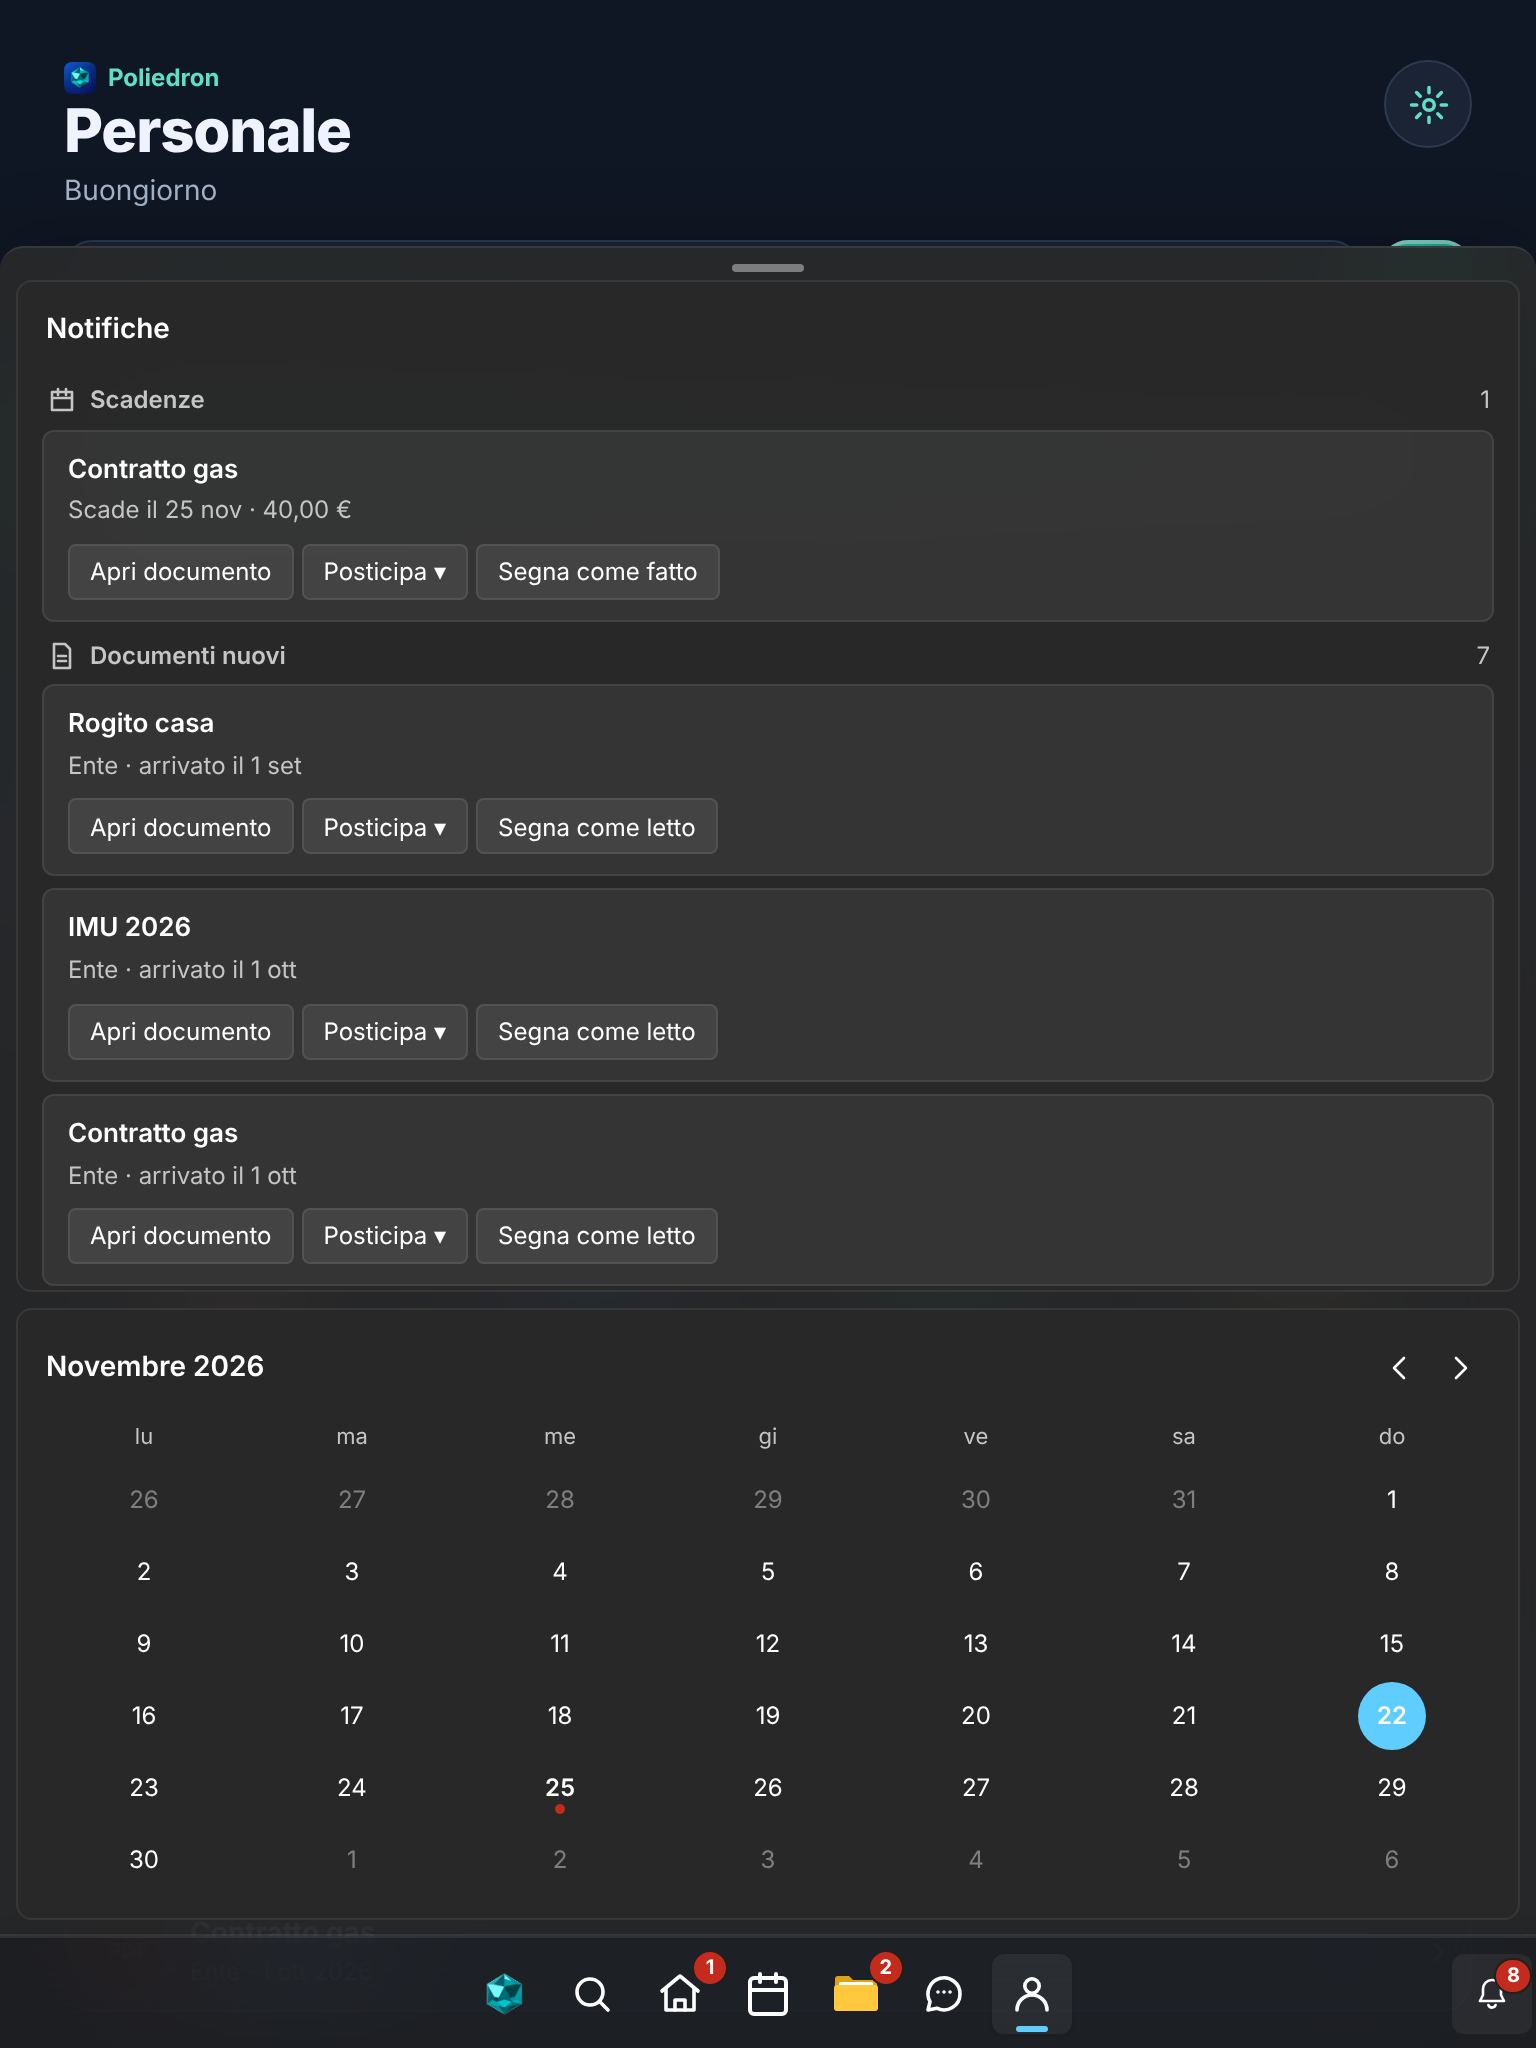 Poliedron
Personale
Buongiorno
Notifiche
Scadenze 1
Contratto gas
Scade il 25 nov · 40,00 €
Apri documento Posticipa ▾ Segna come fatto
Documenti nuovi 7
Rogito casa
Ente · arrivato il 1 set
Apri documento Posticipa ▾ Segna come letto
IMU 2026
Ente · arrivato il 1 ott
Apri documento Posticipa ▾ Segna come letto
Contratto gas
Ente · arrivato il 1 ott
Apri documento Posticipa ▾ Segna come letto
Novembre 2026
lu ma me gi ve sa do
26 27 28 29 30 31 1
2 3 4 5 6 7 8
9 10 11 12 13 14 15
16 17 18 19 20 21 22
23 24 25 26 27 28 29
30 1 2 3 4 5 6
Contratto gas
Ente · 1 ott 2026
1 2 8